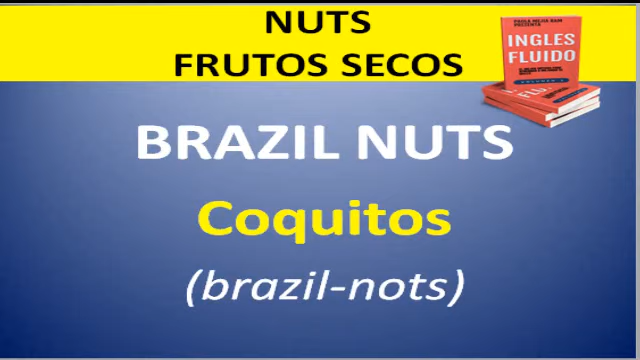 NUTS
FRUTOS SECOS
INGLES
FLUIDO
BRAZIL NUTS
Coquitos
(brazil-nots)